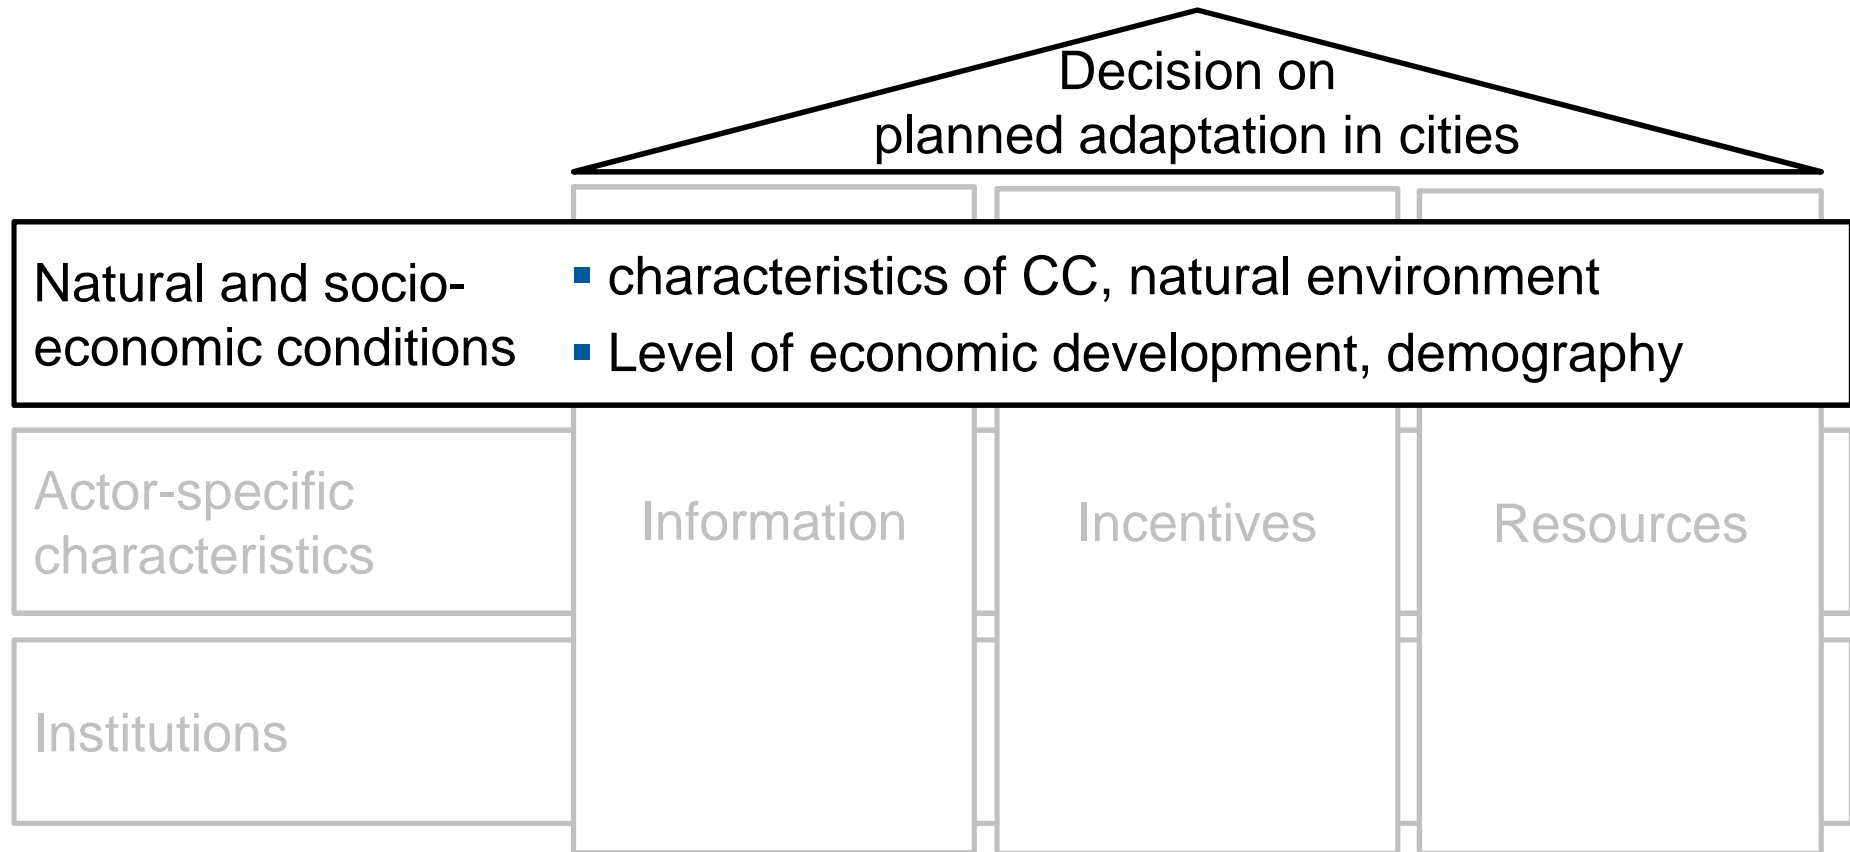 Decision on
planned adaptation in cities
Natural and socio-
economic conditions
▪ characteristics of CC, natural environment
▪ Level of economic development, demography
Actor-specific
characteristics
Information
Incentives
Resources
Institutions